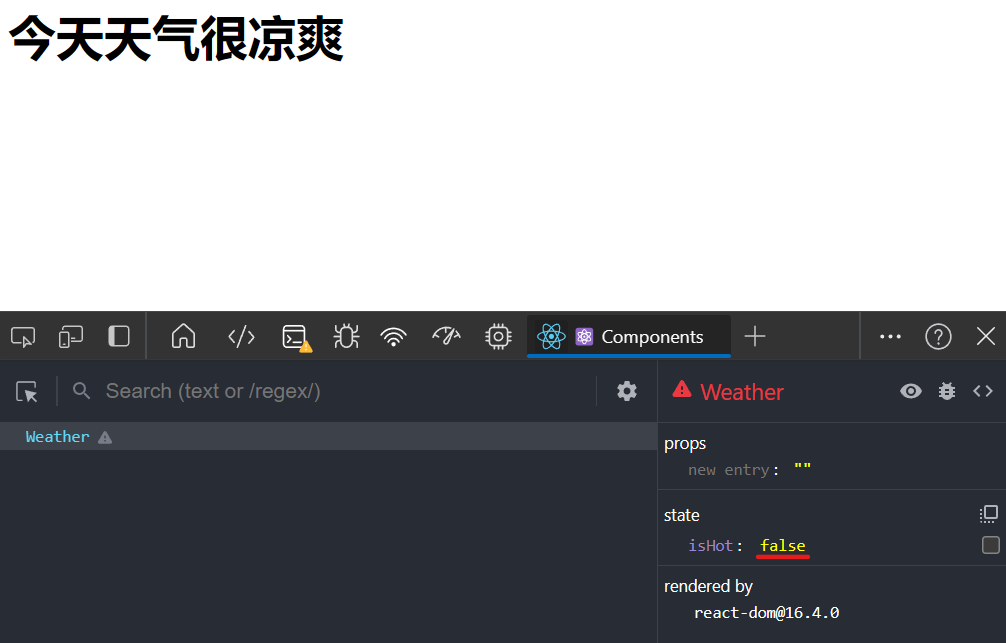 今天天气很凉爽
Components
Search (text or /regex/)
Weather
Weather
props
new entry: ""
state
isHot: false
rendered by
react-dom@16.4.0